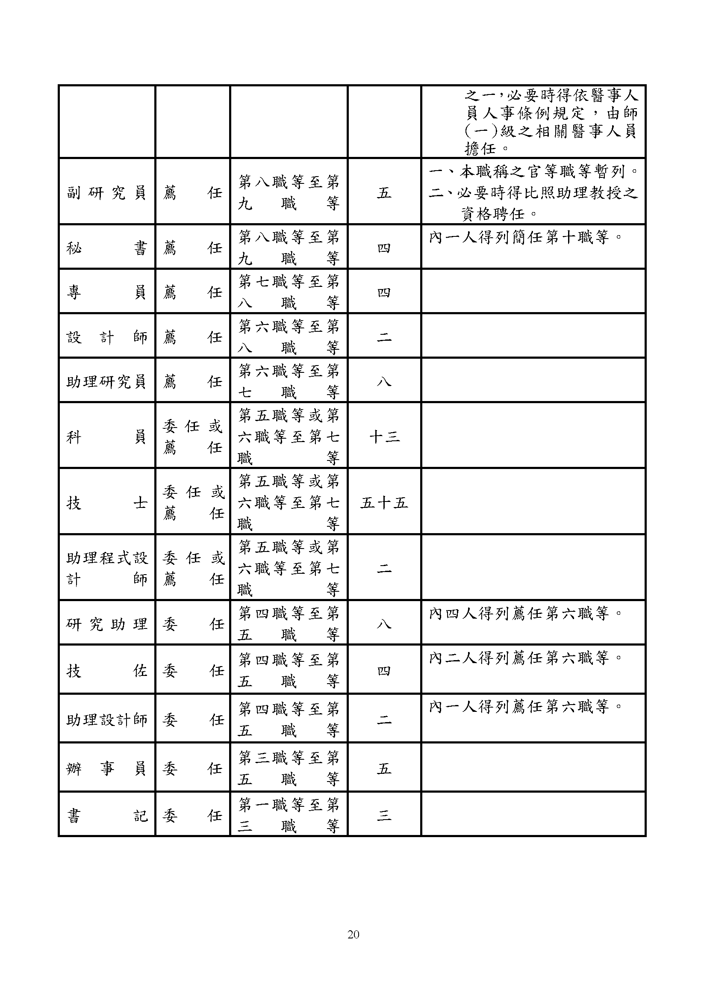 之一，必要時得依醫事人
員人事條例規定，由師
(一)級之相關醫事人員
擔任。
副研究員 薦任 第八職等至第 五 一、本職稱之官等職等暫列。
九職等 二、必要時得比照助理教授之
資格聘任。
秘書 薦任 第八職等至第 四 內一人得列簡任第十職等。
九職等
專員 薦任 第七職等至第 四
八職等
設計師 薦任 第六職等至第 二
八職等
助理研究員 薦任 第六職等至第 八
七職等
科員 委任或 第五職等或第 十三
薦任 六職等至第七
職等
技士 委任或 第五職等或第 五十五
薦任 六職等至第七
職等
助理程式設 委任或 第五職等或第 二
計師 薦任 六職等至第七
職等
研究助理 委任 第四職等至第 八 內四人得列薦任第六職等。
五職等
技佐 委任 第四職等至第 四 內二人得列薦任第六職等。
五職等
助理設計師 委任 第四職等至第 二 內一人得列薦任第六職等。
五職等
辦事員 委任 第三職等至第 五
五職等
書記 委任 第一職等至第 三
三職等
20